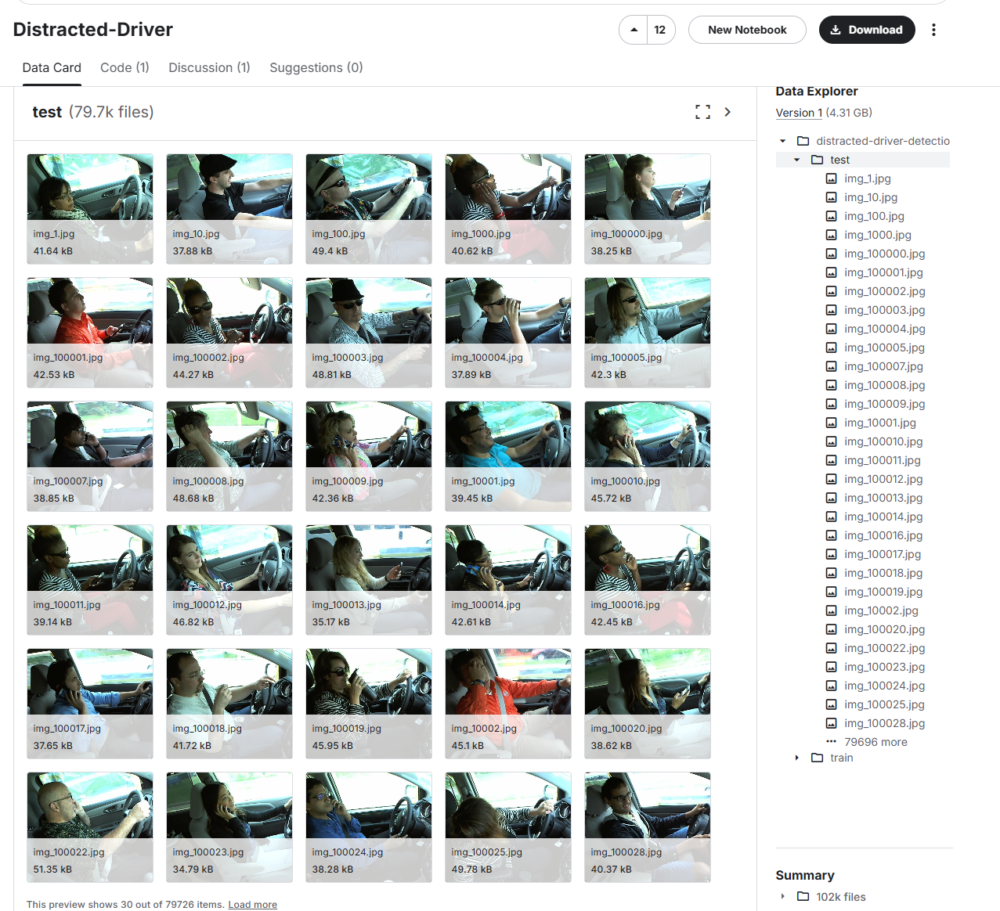 Distracted-Driver
12
New Notebook
Download
Data Card
Code (1)
Discussion (1)
Suggestions (0)
test (79.7k files)
img_1.jpg
41.64 kB
img_10.jpg
37.88 kB
img_100.jpg
49.4 kB
img_1000.jpg
40.62 kB
img_100000.jpg
38.25 kB
img_100001.jpg
42.53 kB
img_100002.jpg
44.27 kB
img_100003.jpg
48.81 kB
img_100004.jpg
37.89 kB
img_100005.jpg
42.3 kB
img_100007.jpg
38.85 kB
img_100008.jpg
48.68 kB
img_100009.jpg
42.36 kB
img_10001.jpg
39.45 kB
img_100010.jpg
45.72 kB
img_100011.jpg
39.14 kB
img_100012.jpg
46.82 kB
img_100013.jpg
35.17 kB
img_100014.jpg
42.61 kB
img_100016.jpg
42.45 kB
img_100017.jpg
37.65 kB
img_100018.jpg
41.72 kB
img_100019.jpg
45.95 kB
img_10002.jpg
45.1 kB
img_100020.jpg
38.62 kB
img_100022.jpg
51.35 kB
img_100023.jpg
34.79 kB
img_100024.jpg
38.28 kB
img_100025.jpg
49.78 kB
img_100028.jpg
40.37 kB
This preview shows 30 out of 79726 items. Load more
Data Explorer
Version 1 (4.31 GB)
distracted-driver-detectio
test
img_1.jpg
img_10.jpg
img_100.jpg
img_1000.jpg
img_100000.jpg
img_100001.jpg
img_100002.jpg
img_100003.jpg
img_100004.jpg
img_100005.jpg
img_100007.jpg
img_100008.jpg
img_100009.jpg
img_10001.jpg
img_100010.jpg
img_100011.jpg
img_100012.jpg
img_100013.jpg
img_100014.jpg
img_100016.jpg
img_100017.jpg
img_100018.jpg
img_100019.jpg
img_10002.jpg
img_100020.jpg
img_100022.jpg
img_100023.jpg
img_100024.jpg
img_100025.jpg
img_100028.jpg
79696 more
train
Summary
102k files